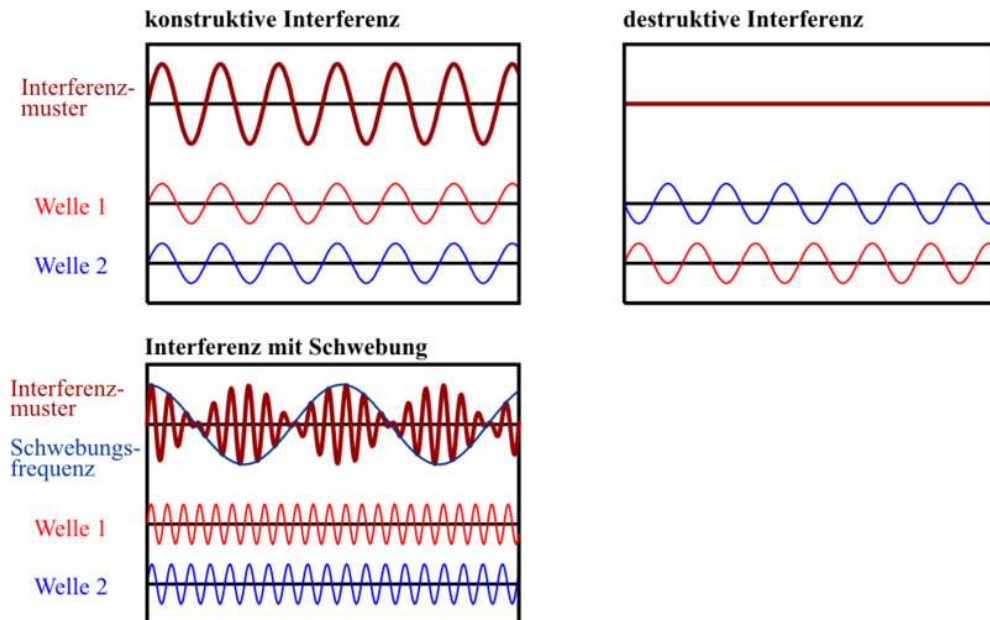 konstruktive Interferenz
Interferenz-
muster
Welle 1
Welle 2
destruktive Interferenz
Interferenz mit Schwebung
Interferenz-
muster
Schwebungs-
frequenz
Welle 1
Welle 2